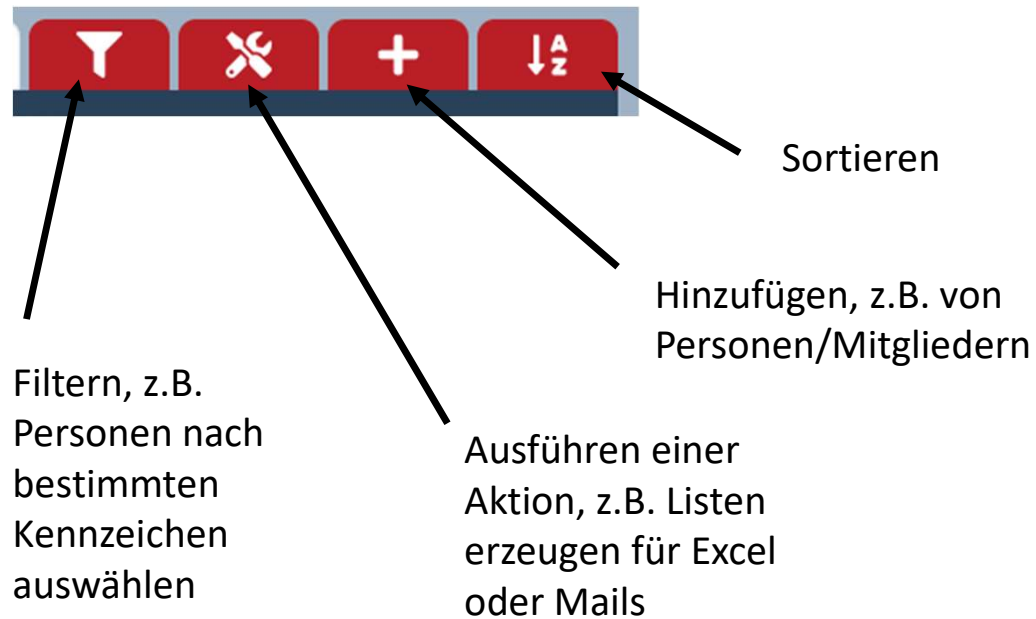 A
Z
Sortieren
Hinzufügen, z.B. von
Personen/Mitgliedern
Filtern, z.B.
Personen nach
bestimmten
Kennzeichen
auswählen
Ausführen einer
Aktion, z.B. Listen
erzeugen für Excel
oder Mails